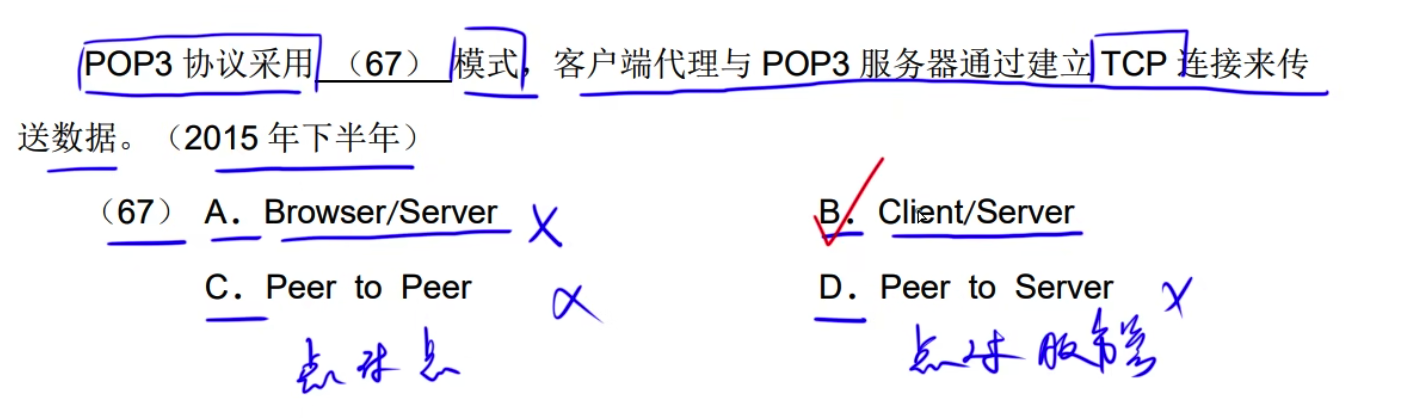 POP3 协议采用 （67） 模式，客户端代理与 POP3 服务器通过建立 TCP 连接来传
送数据。（2015 年下半年）
（67） A．Browser/Server X B．Client/Server
C．Peer to Peer X D．Peer to Server X
点对点 点对服务器